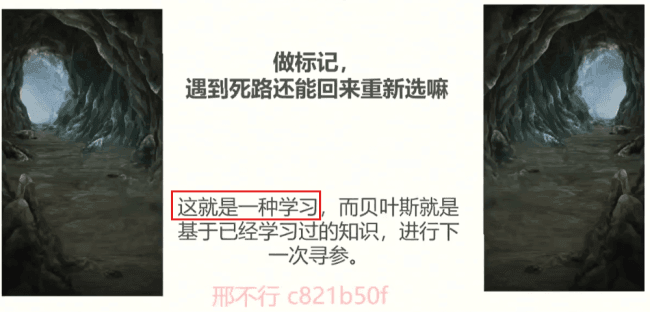 做标记，
遇到死路还能回来重新选嘛
这就是一种学习，而贝叶斯就是
基于已经学习过的知识，进行下
一次寻参。
邢不行 c821b50f